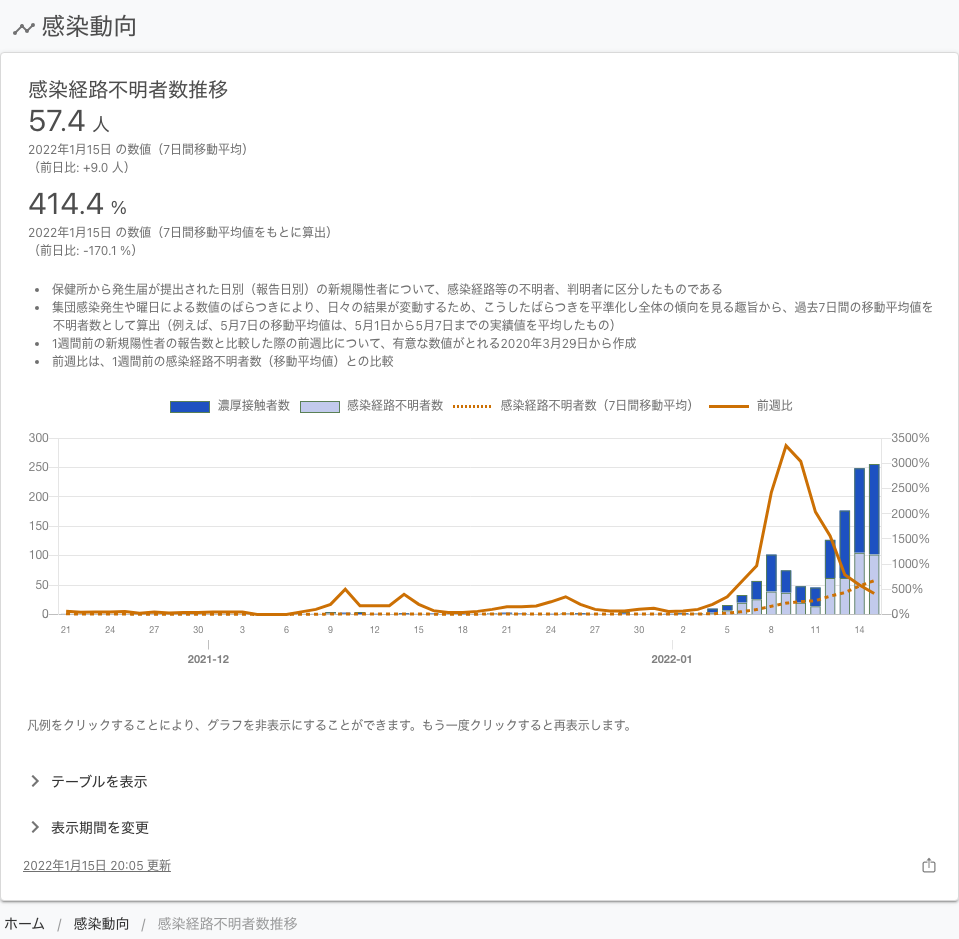 感染動向
感染経路不明者数推移
57.4 人
2022年1月15日 の数値（7日間移動平均）
（前日比: +9.0 人）
414.4 %
2022年1月15日 の数値（7日間移動平均値をもとに算出）
（前日比: -170.1 %）
• 保健所から発生届が提出された日別（報告日別）の新規陽性者について、感染経路等の不明者、判明者に区分したものである
• 集団感染発生や曜日による数値のばらつきにより、日々の結果が変動するため、こうしたばらつきを平準化し全体の傾向を見る趣旨から、過去7日間の移動平均値を
不明者数として算出（例えば、5月7日の移動平均値は、5月1日から5月7日までの実績値を平均したもの）
• 1週間前の新規陽性者の報告数と比較した際の前週比について、有意な数値がとれる2020年3月29日から作成
• 前週比は、1週間前の感染経路不明者数（移動平均値）との比較
濃厚接触者数 感染経路不明者数 感染経路不明者数（7日間移動平均） 前週比
300 3500%
250 3000%
200 2500%
2000%
150 1500%
100 1000%
50 500%
0 0%
21 24 27 30 3 6 9 12 15 18 21 24 27 30 2 5 8 11 14
2021-12 2022-01
凡例をクリックすることにより、グラフを非表示にすることができます。もう一度クリックすると再表示します。
テーブルを表示
表示期間を変更
2022年1月15日 20:05 更新
ホーム / 感染動向 / 感染経路不明者数推移